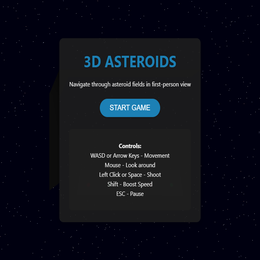 3D ASTEROIDS
Navigate through asteroid fields in first-person view
START GAME
Controls:
WASD or Arrow Keys - Movement
Mouse - Look around
Left Click or Space - Shoot
Shift - Boost Speed
ESC - Pause